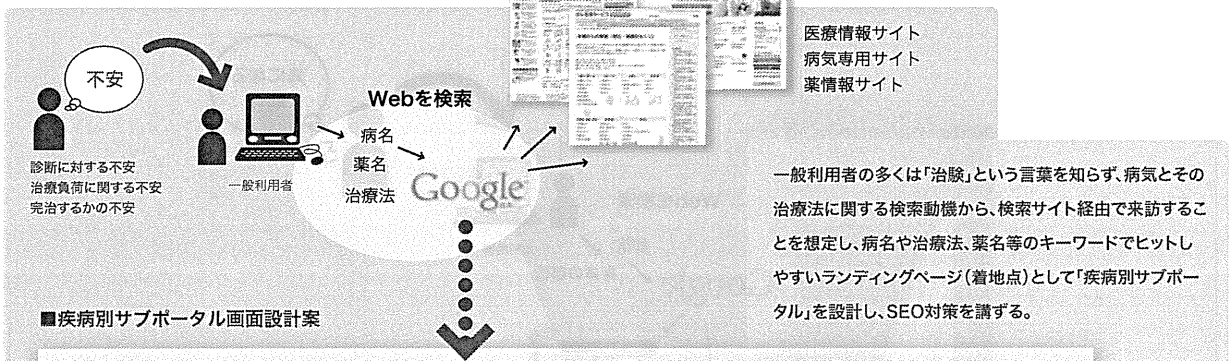 不安
診断に対する不安
治療負荷に関する不安
完治するかの不安
一般利用者
Webを検索
病名
薬名
治療法
Google
医療情報サイト
病気専用サイト
薬情報サイト
一般利用者の多くは「治験」という言葉を知らず、病気とその
治療法に関する検索動機から、検索サイト経由で来訪するこ
とを想定し、病名や治療法、薬名等のキーワードでヒットし
やすいランディングページ(着地点)として「疾病別サブポー
タル」を設計し、SEO対策を講ずる。
■疾病別サブポータル画面設計案